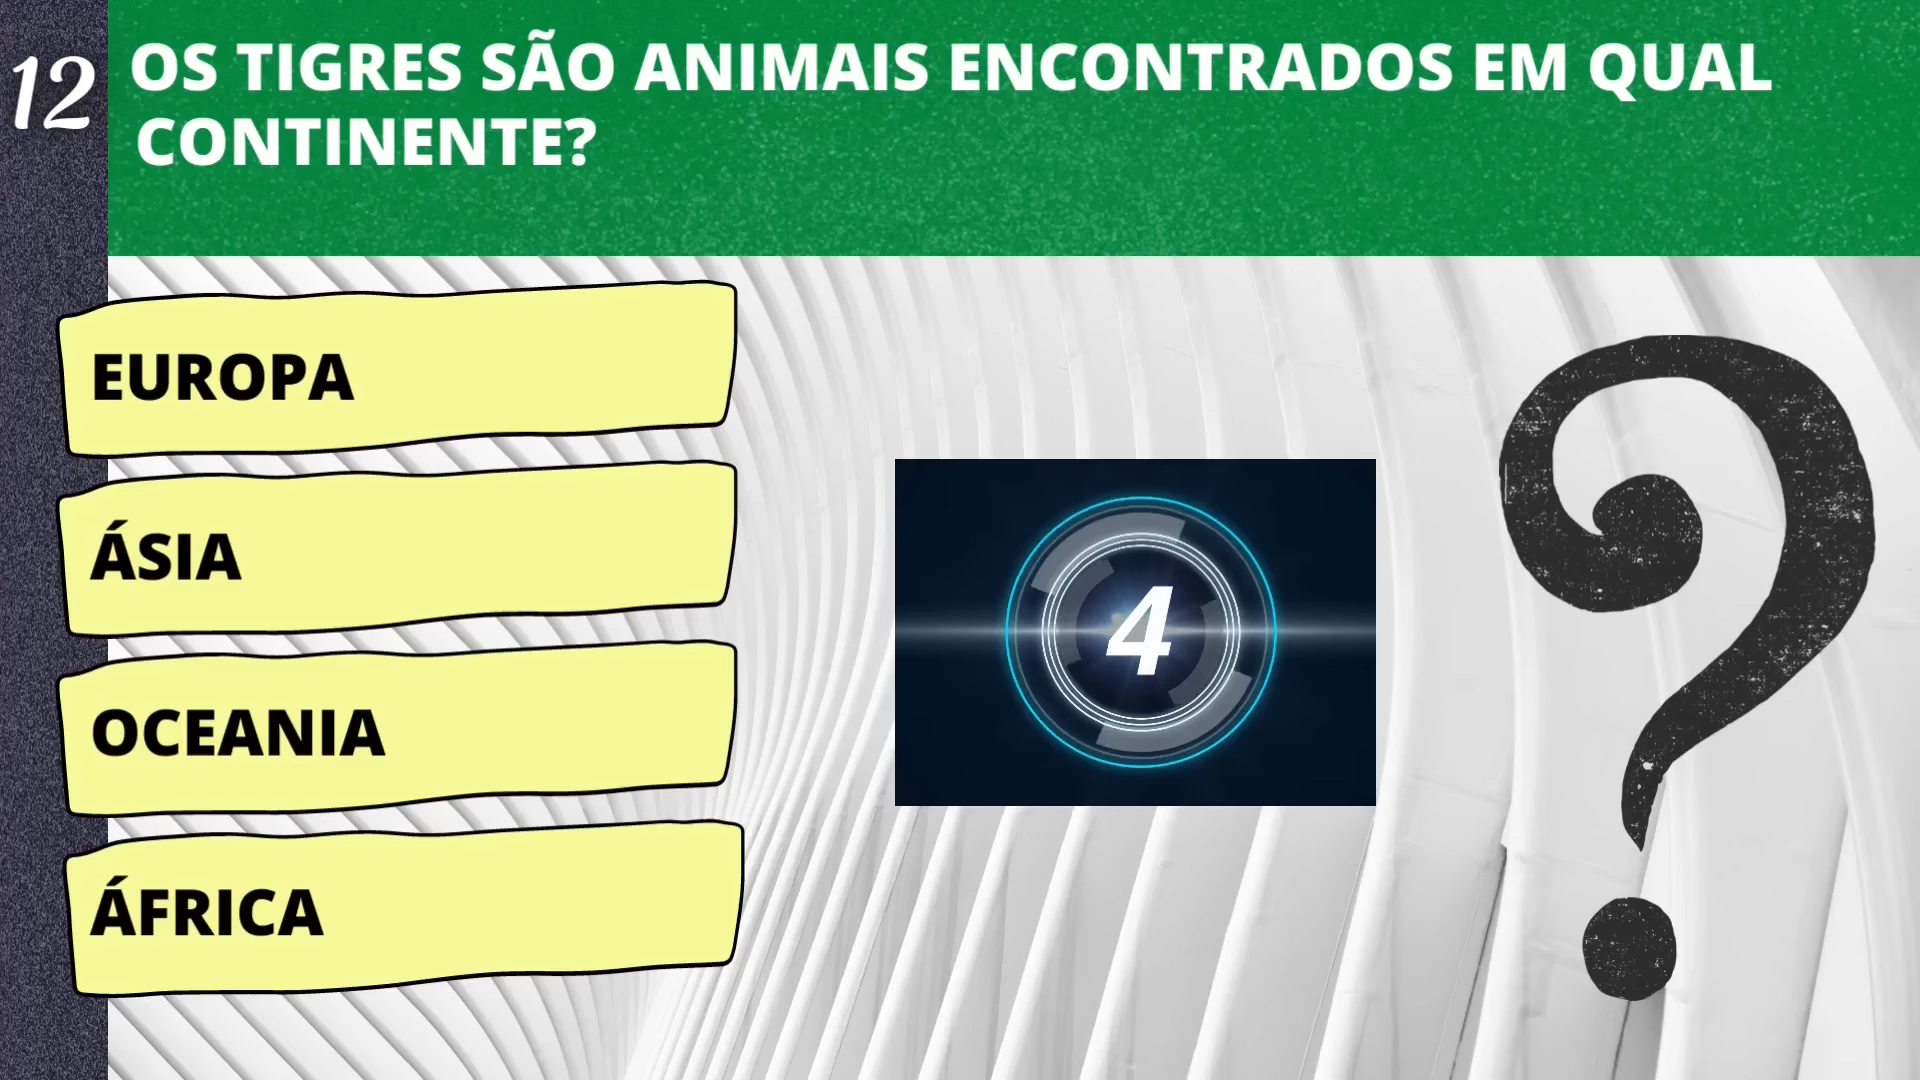 12
OS TIGRES SÃO ANIMAIS ENCONTRADOS EM QUAL
CONTINENTE?
EUROPA
ÁSIA
OCEANIA
ÁFRICA
4
?